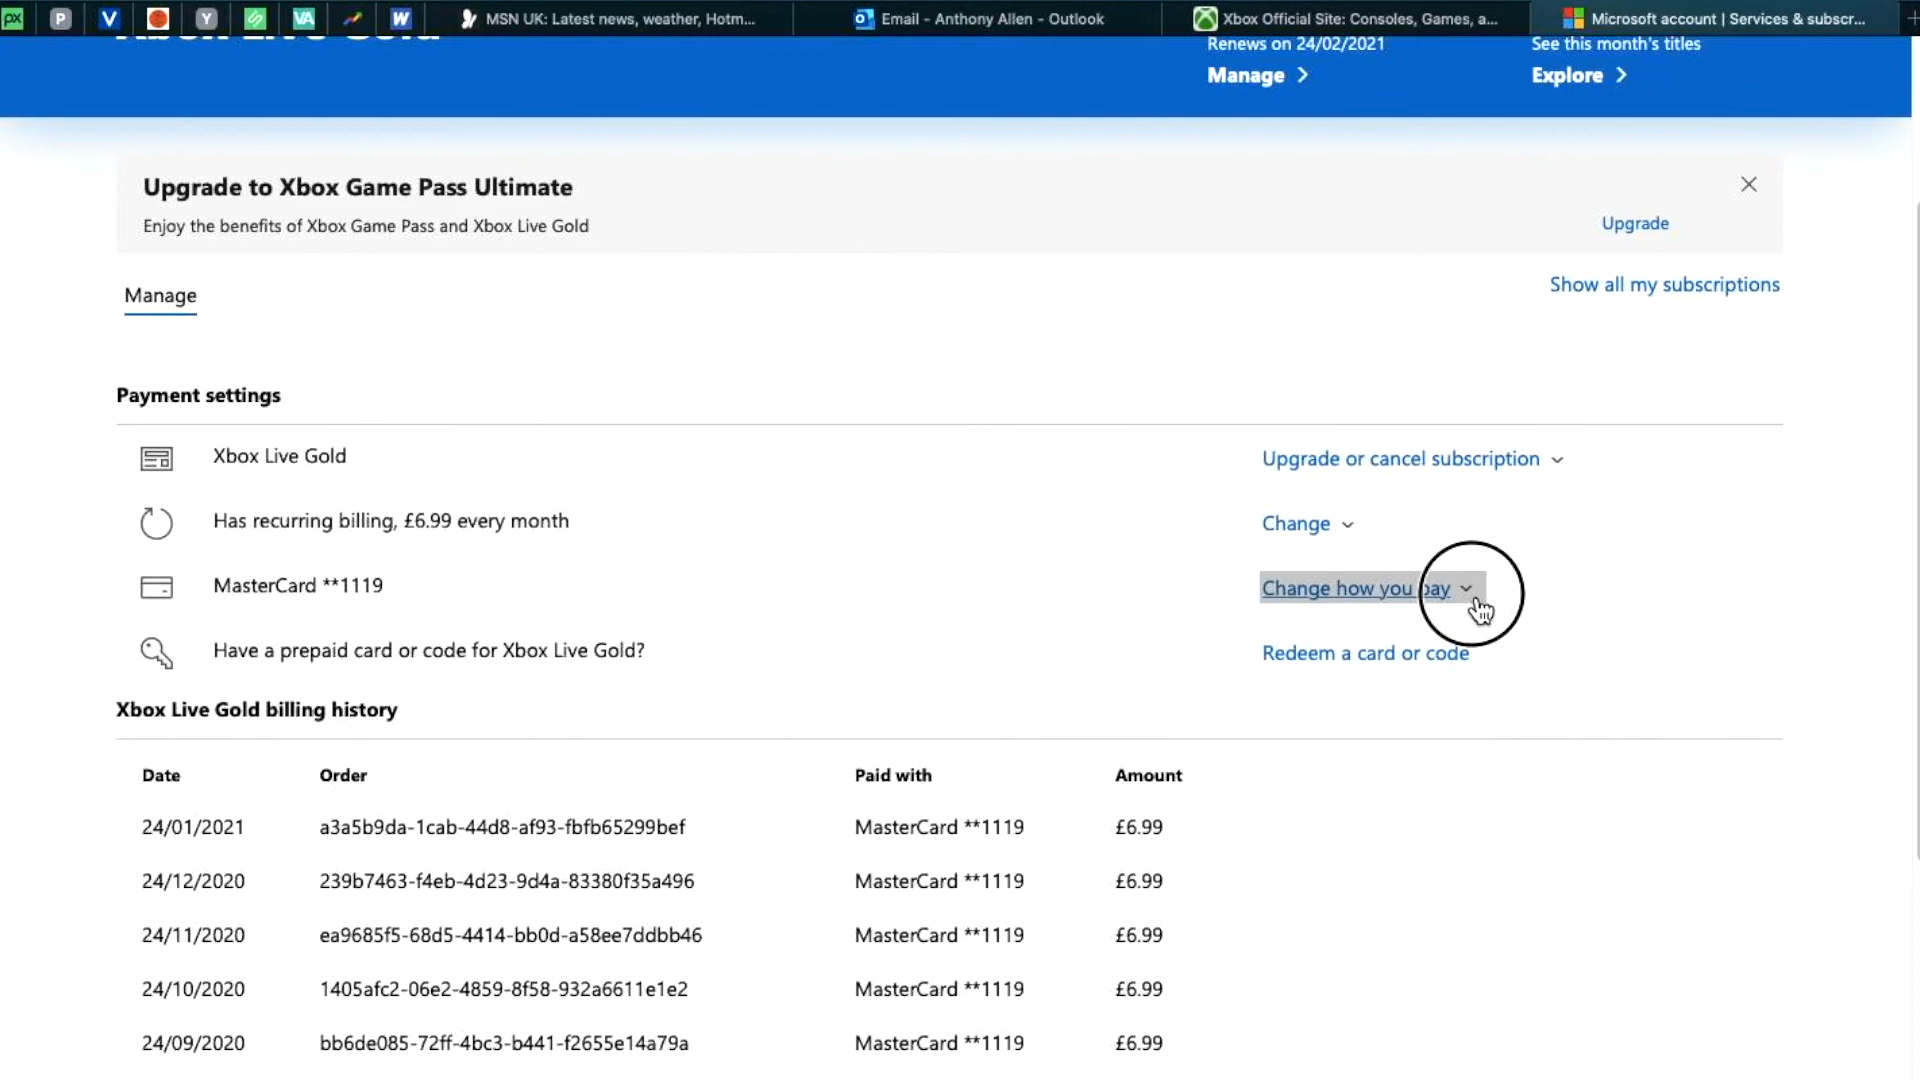 px P V Y VA W MSN UK: Latest news, weather, Hotm... Email - Anthony Allen - Outlook Xbox Official Site: Consoles, Games, a... Microsoft account | Services & subscr...
Xbox Live Gold
Renews on 24/02/2021 See this month's titles
Manage Explore
Upgrade to Xbox Game Pass Ultimate
Enjoy the benefits of Xbox Game Pass and Xbox Live Gold Upgrade
Manage Show all my subscriptions
Payment settings
Xbox Live Gold Upgrade or cancel subscription
Has recurring billing, £6.99 every month Change
MasterCard **1119 Change how you pay
Have a prepaid card or code for Xbox Live Gold? Redeem a card or code
Xbox Live Gold billing history
Date Order Paid with Amount
24/01/2021 a3a5b9da-1cab-44d8-af93-fbfb65299bef MasterCard **1119 £6.99
24/12/2020 239b7463-f4eb-4d23-9d4a-83380f35a496 MasterCard **1119 £6.99
24/11/2020 ea9685f5-68d5-4414-bb0d-a58ee7ddbb46 MasterCard **1119 £6.99
24/10/2020 1405afc2-06e2-4859-8f58-932a6611e1e2 MasterCard **1119 £6.99
24/09/2020 bb6de085-72ff-4bc3-b441-f2655e14a79a MasterCard **1119 £6.99